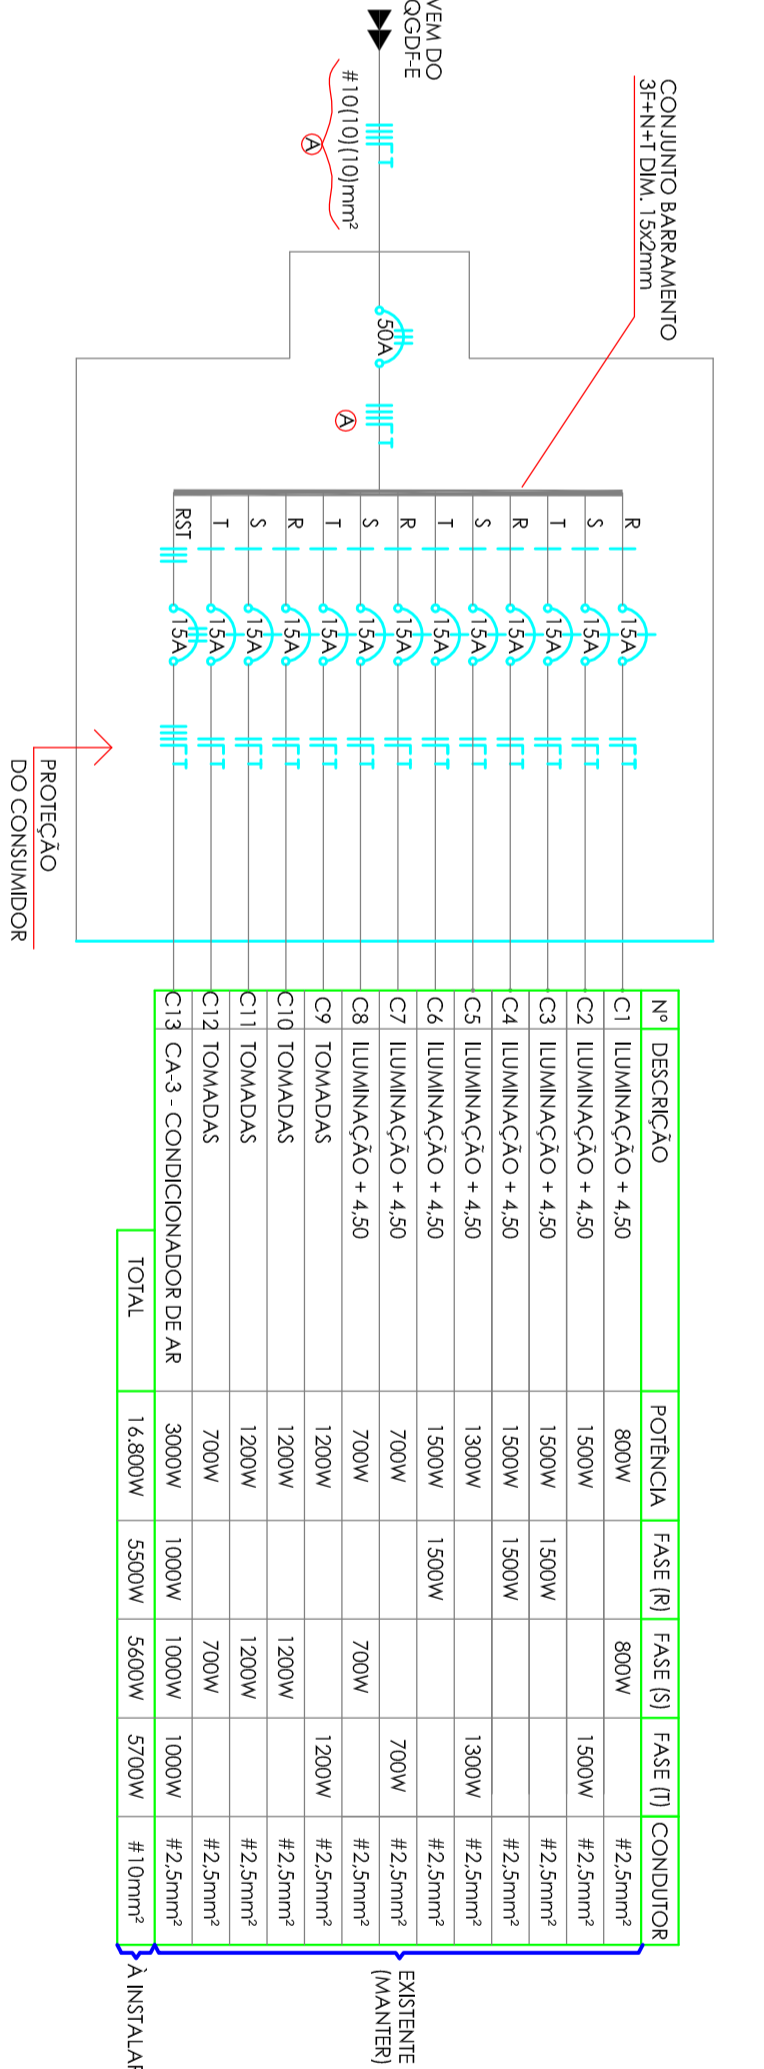 VEM DO
QGDF-E
#10(10)(10)mm²
A
CONJUNTO BARRAMENTO
3F+N+T DIM. 15x2mm
50A
A
R 15A
S 15A
T 15A
R 15A
S 15A
T 15A
R 15A
S 15A
T 15A
R 15A
S 15A
T 15A
RST 15A
PROTEÇÃO
DO CONSUMIDOR
Nº DESCRIÇÃO POTÊNCIA FASE (R) FASE (S) FASE (T) CONDUTOR
C1 ILUMINAÇÃO + 4,50 800W 800W #2,5mm²
C2 ILUMINAÇÃO + 4,50 1500W 1500W #2,5mm²
C3 ILUMINAÇÃO + 4,50 1500W 1500W #2,5mm²
C4 ILUMINAÇÃO + 4,50 1500W 1500W #2,5mm²
C5 ILUMINAÇÃO + 4,50 1300W 1300W #2,5mm²
C6 ILUMINAÇÃO + 4,50 1500W 1500W #2,5mm²
C7 ILUMINAÇÃO + 4,50 700W 700W #2,5mm²
C8 ILUMINAÇÃO + 4,50 700W 700W #2,5mm²
C9 TOMADAS 1200W 1200W #2,5mm²
C10 TOMADAS 1200W 1200W #2,5mm²
C11 TOMADAS 1200W 1200W #2,5mm²
C12 TOMADAS 700W 700W #2,5mm²
C13 CA-3 - CONDICIONADOR DE AR 3000W 1000W 1000W 1000W #2,5mm²
TOTAL 16.800W 5500W 5600W 5700W #10mm²
EXISTENTE
(MANTER)
À INSTALAR